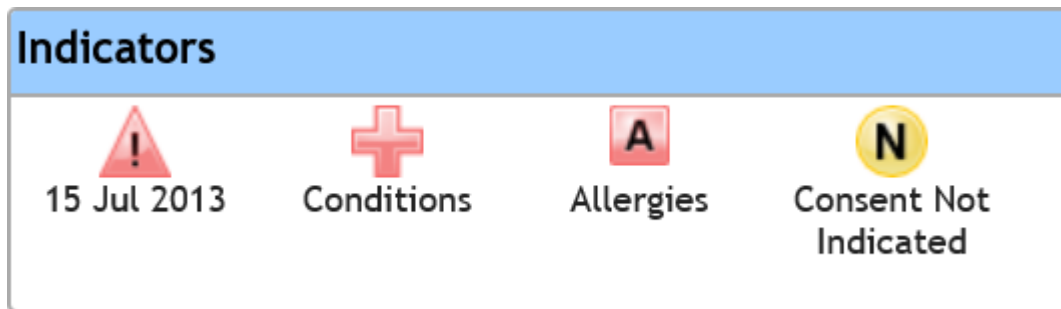 Indicators
! + A N
15 Jul 2013 Conditions Allergies Consent Not
Indicated